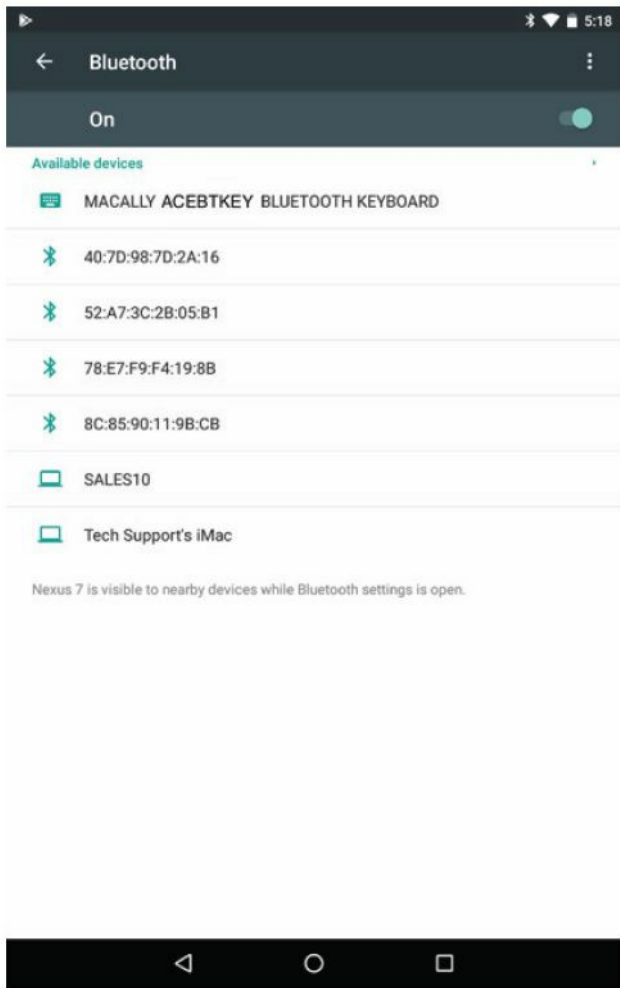 5:18
Bluetooth
On
Available devices
MACALLY ACEBTKEY BLUETOOTH KEYBOARD
40:7D:98:7D:2A:16
52:A7:3C:2B:05:B1
78:E7:F9:F4:19:8B
8C:85:90:11:9B:CB
SALES10
Tech Support's iMac
Nexus 7 is visible to nearby devices while Bluetooth settings is open.